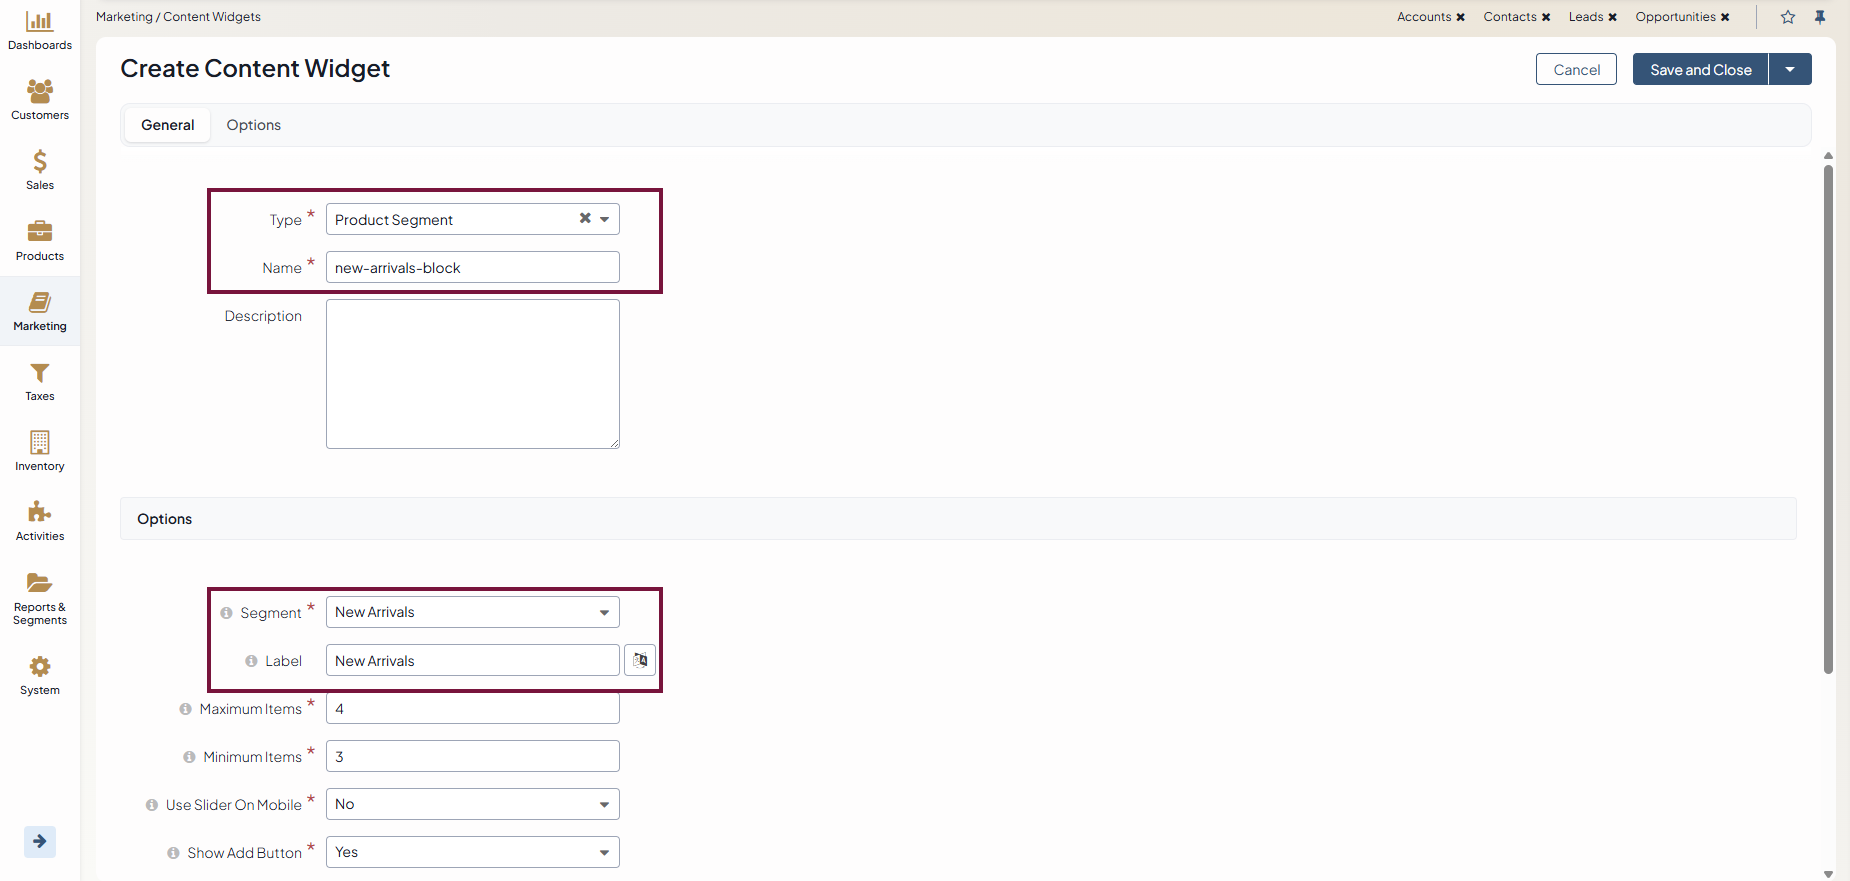 Marketing / Content Widgets
Accounts ✖ Contacts ✖ Leads ✖ Opportunities ✖
Dashboards
Customers
Sales
Products
Marketing
Taxes
Inventory
Activities
Reports & Segments
System
Create Content Widget
Cancel
Save and Close
General Options
Type * Product Segment
Name * new-arrivals-block
Description
Options
Segment * New Arrivals
Label New Arrivals
Maximum Items * 4
Minimum Items * 3
Use Slider On Mobile * No
Show Add Button * Yes